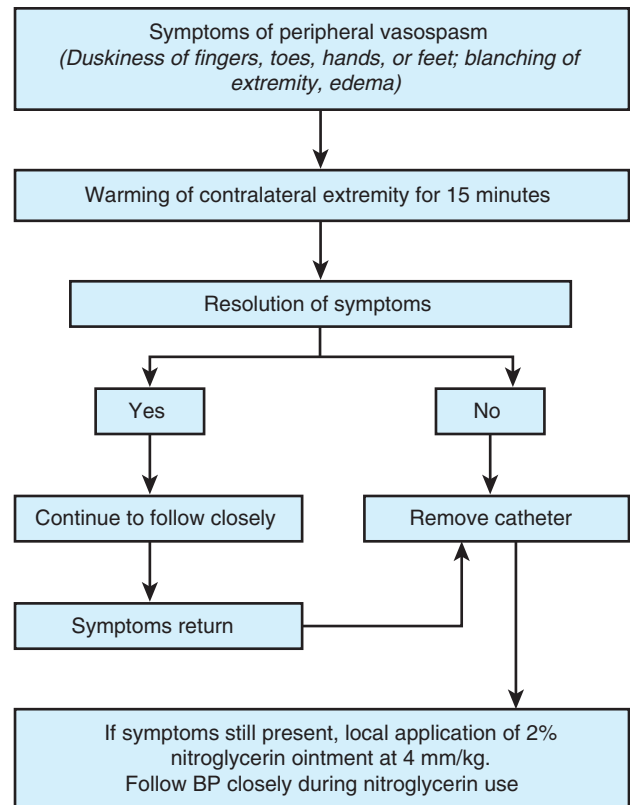 Symptoms of peripheral vasospasm
(Duskiness of fingers, toes, hands, or feet; blanching of
extremity, edema)
Warming of contralateral extremity for 15 minutes
Resolution of symptoms
Yes
No
Continue to follow closely
Remove catheter
Symptoms return
If symptoms still present, local application of 2%
nitroglycerin ointment at 4 mm/kg.
Follow BP closely during nitroglycerin use